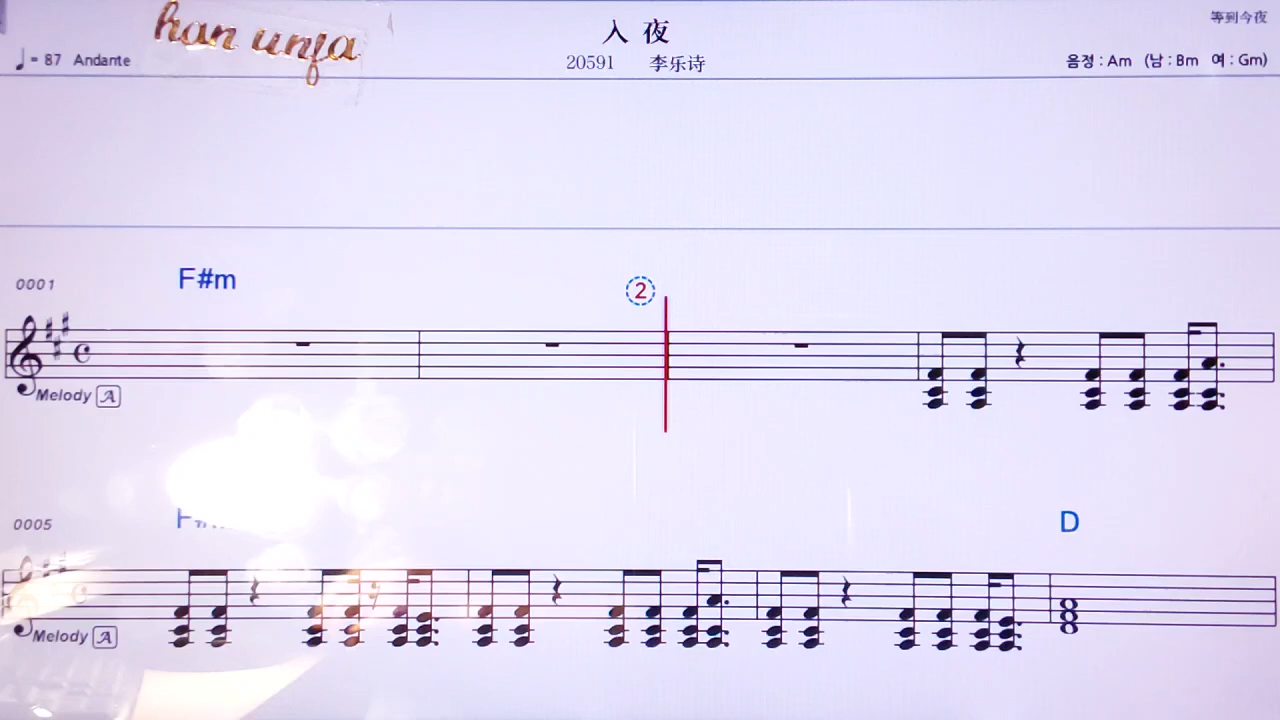 han unfa
入夜
等到今夜
♩= 87 Andante
20591 李乐诗
음정 : Am (남 : Bm 여 : Gm)
0001
F#m
2
Melody A
0005
D
Melody A